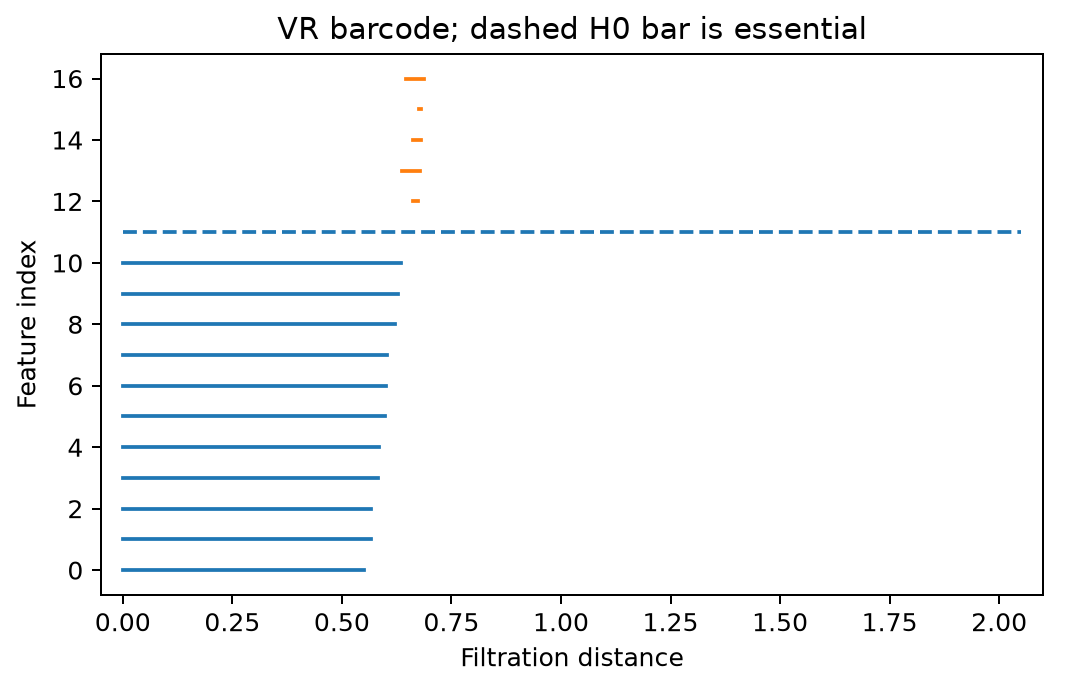 VR barcode; dashed H0 bar is essential
16
14
12
10
8
6
4
2
0
Feature index
0.00 0.25 0.50 0.75 1.00 1.25 1.50 1.75 2.00
Filtration distance